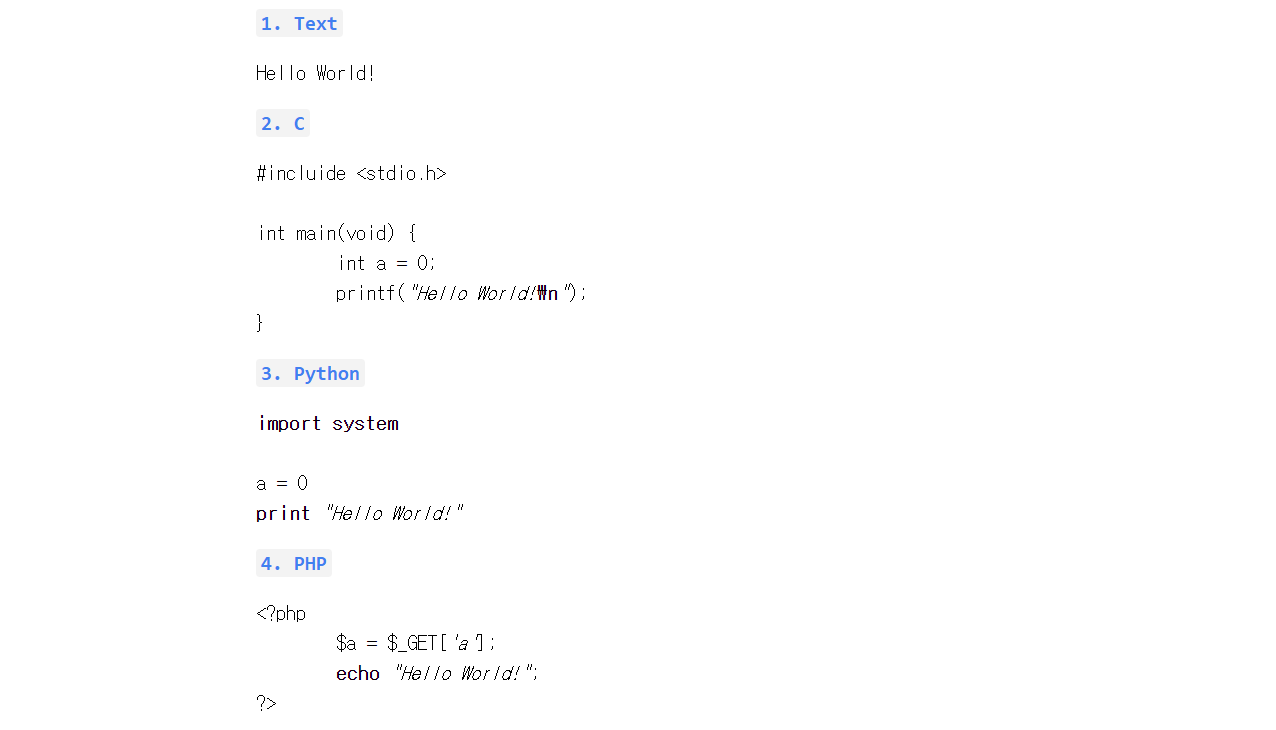 1. Text
Hello World!
2. C
#incluide <stdio.h>
int main(void) {
int a = 0;
printf("Hello World!₩n");
}
3. Python
import system
a = 0
print "Hello World!"
4. PHP
<?php
$a = $_GET['a'];
echo "Hello World!";
?>